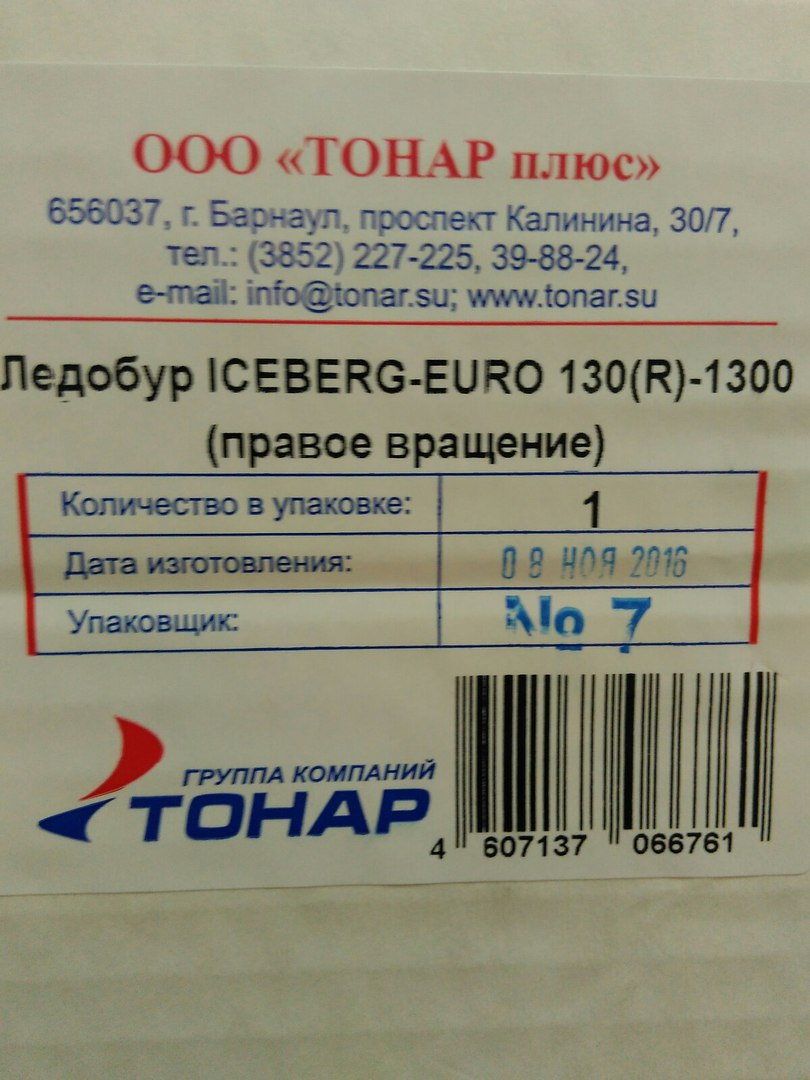 ООО «ТОНАР плюс»
656037, г. Барнаул, проспект Калинина, 30/7,
тел.: (3852) 227-225, 39-88-24,
e-mail: info@tonar.su; www.tonar.su
Ледобур ICEBERG-EURO 130(R)-1300
(правое вращение)
Количество в упаковке: 1
Дата изготовления: 08 НОЯ 2016
Упаковщик: № 7
ГРУППА КОМПАНИЙ
ТОНАР
4 607137 066761